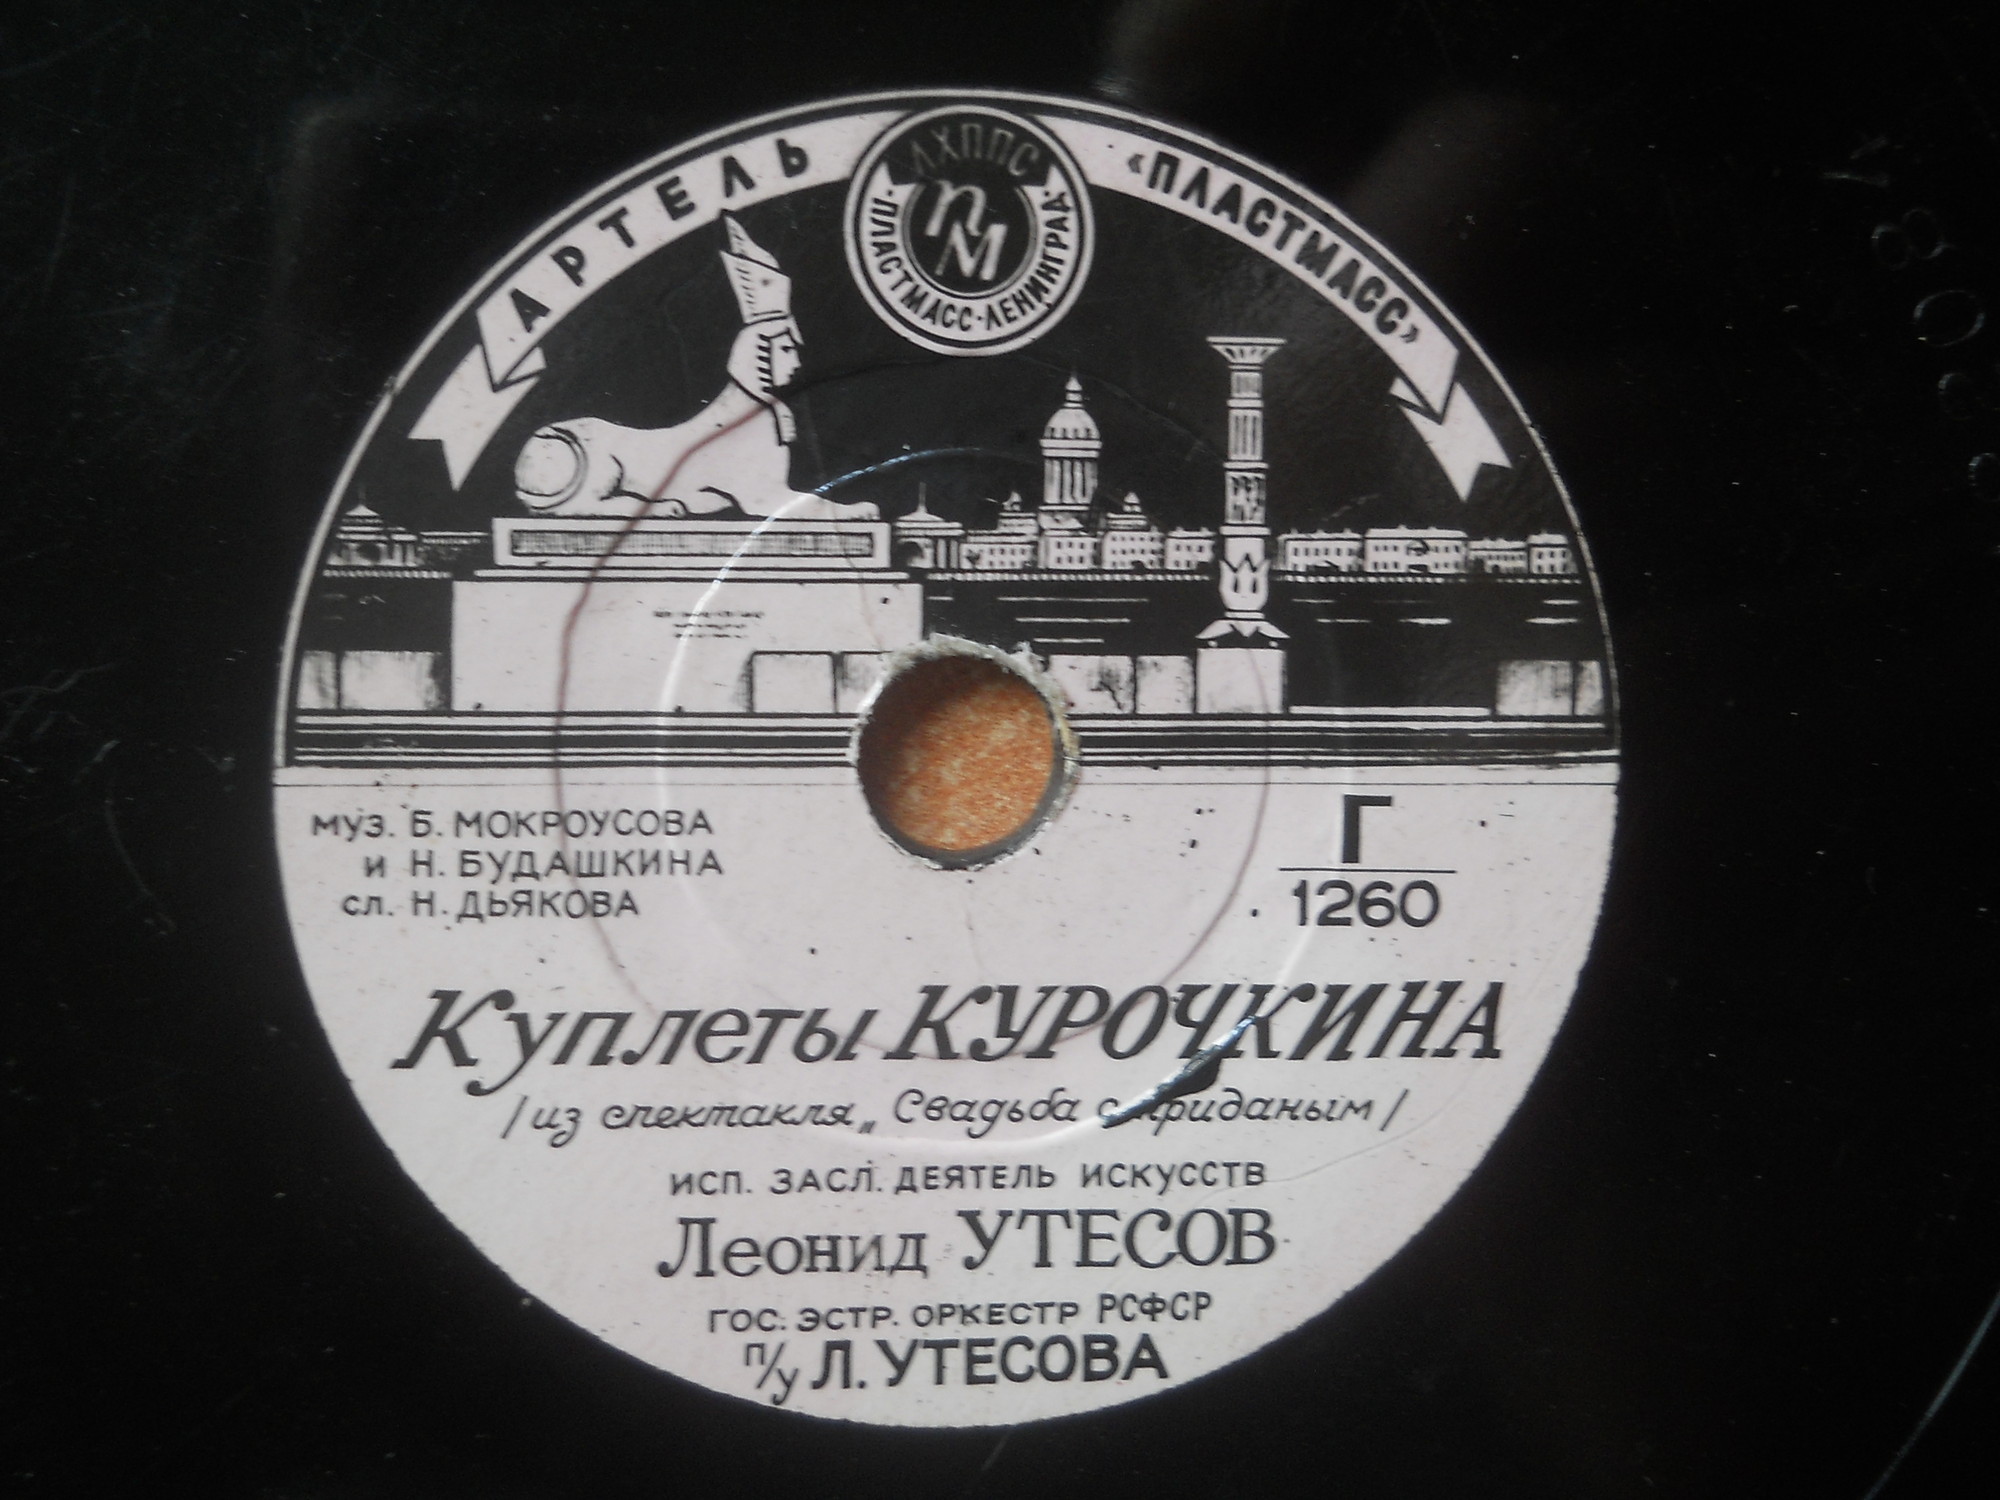 АРТЕЛЬ «ПЛАСТМАСС»
ЛХППС
ПМ
·ПЛАСТМАСС·ЛЕНИНГРАД·
муз. Б. МОКРОУСОВА
и Н. БУДАШКИНА
сл. Н. ДЬЯКОВА
Г
1260
Куплеты КУРОЧКИНА
/из спектакля „Свадьба с приданым/
ИСП. ЗАСЛ. ДЕЯТЕЛЬ ИСКУССТВ
Леонид УТЕСОВ
ГОС. ЭСТР. ОРКЕСТР РСФСР
п/у Л. УТЕСОВА